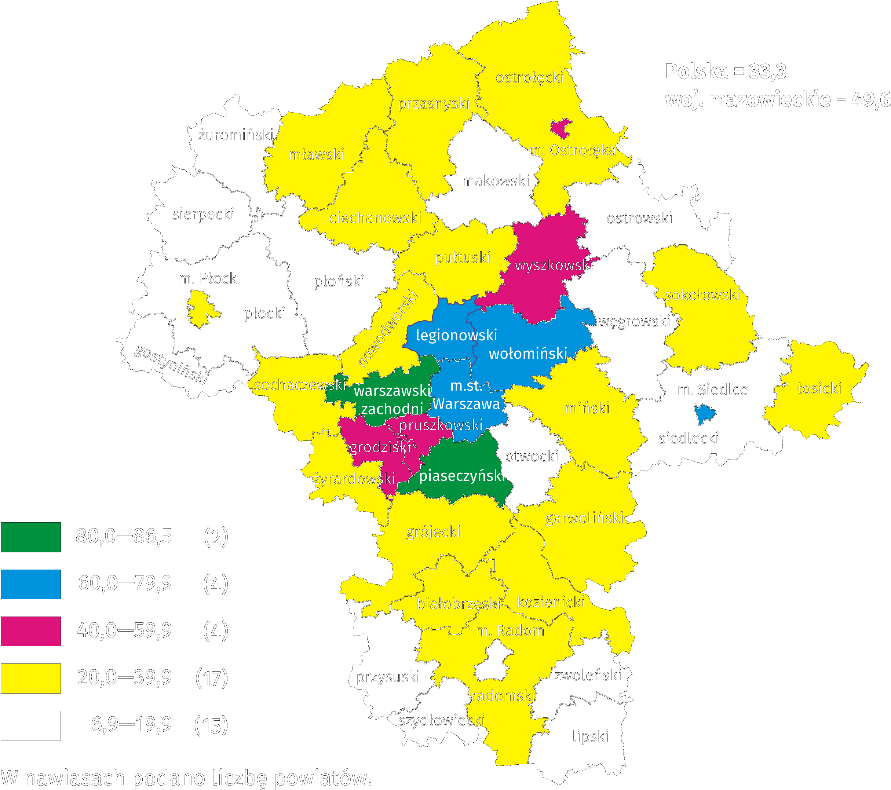 ostrołęcki
Polska = 33,3
woj. mazowieckie = 49,6
przasnyski
żuromiński
mławski
m. Ostrołęka
makowski
sierpecki
ciechanowski
ostrowski
pułtuski
wyszkowski
m. Płock
płoński
sokołowski
płocki
nowodworski
węgrowski
legionowski
wołomiński
gostyniński
sochaczewski
warszawski
zachodni
m.st.
Warszawa
m. Siedlce
łosicki
miński
pruszkowski
siedlecki
grodziski
otwocki
żyrardowski
piaseczyński
garwoliński
grójecki
80,0—86,5 (2)
60,0—79,9 (4)
białobrzeski
kozienicki
40,0—59,9 (4)
m. Radom
20,0—39,9 (17)
przysuski
zwoleński
radomski
6,9—19,9 (15)
szydłowiecki
lipski
W nawiasach podano liczbę powiatów.